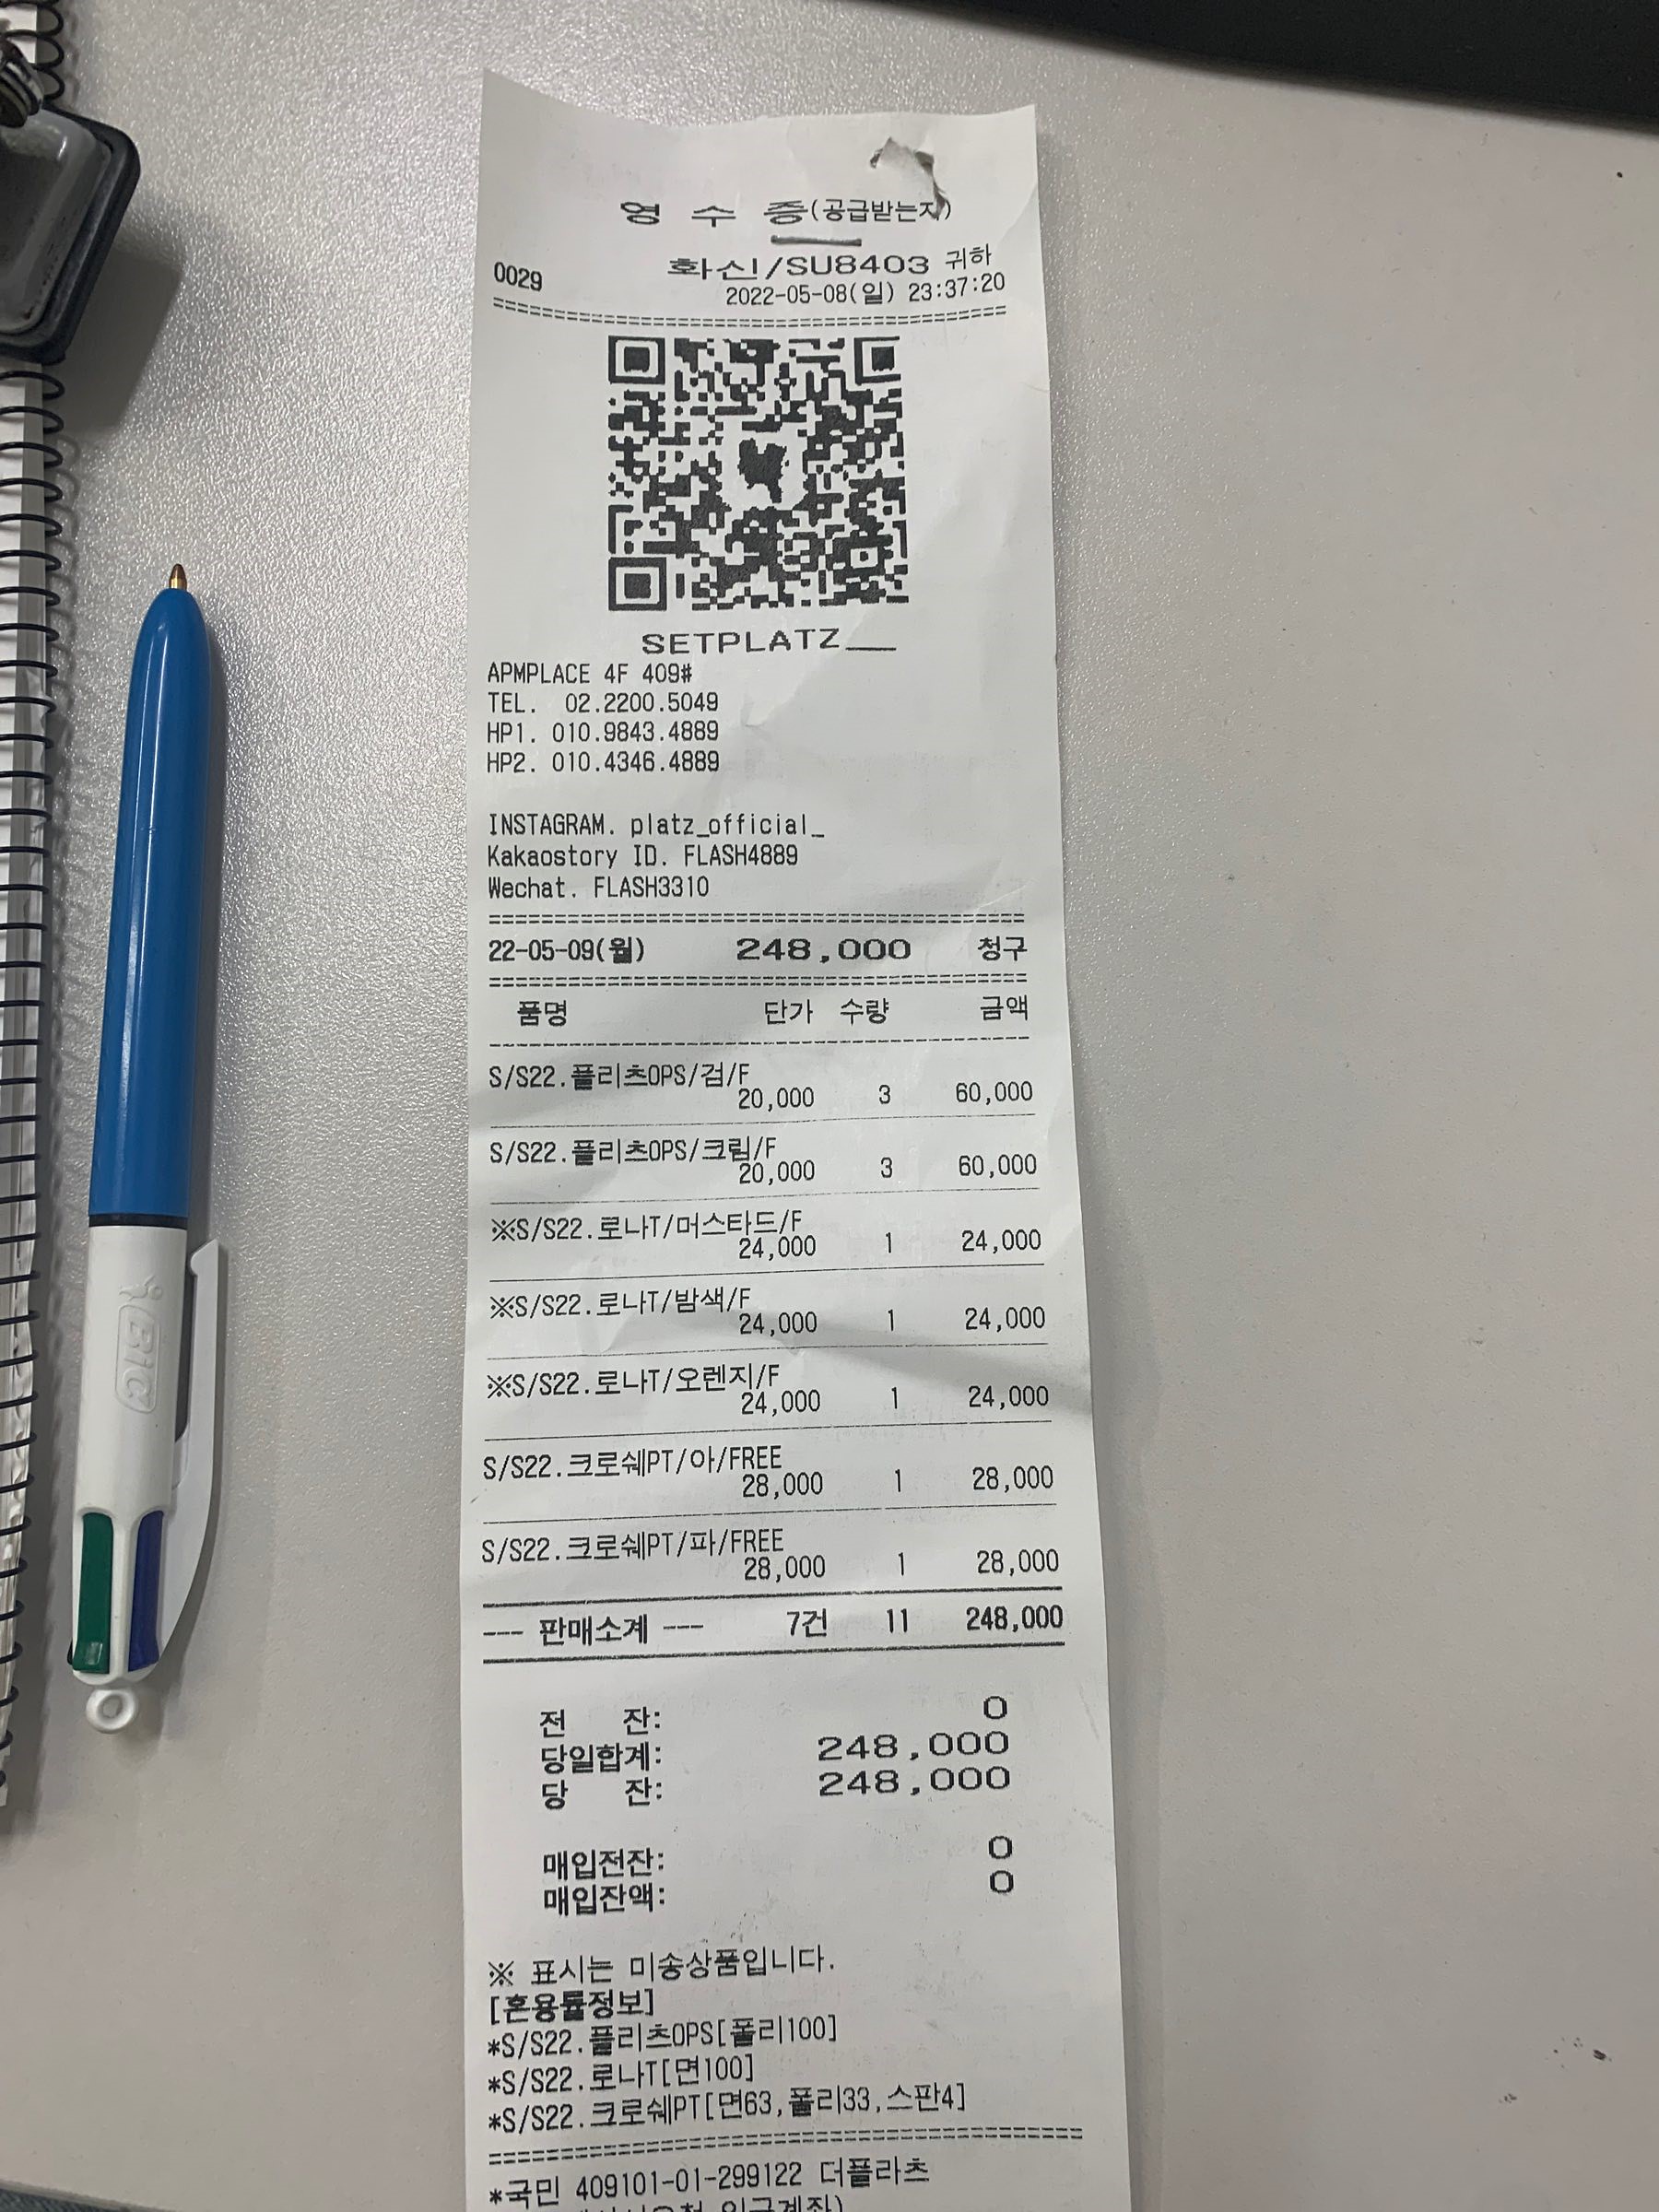 영 수 증(공급받는자)
0029 화신/SU8403 귀하
2022-05-08(일) 23:37:20
SETPLATZ__
APMPLACE 4F 409#
TEL. 02.2200.5049
HP1. 010.9843.4889
HP2. 010.4346.4889
INSTAGRAM. platz_official_
Kakaostory ID. FLASH4889
Wechat. FLASH3310
22-05-09(월) 248,000 청구
품명 단가 수량 금액
S/S22.플리츠OPS/검/F
20,000 3 60,000
S/S22.플리츠OPS/크림/F
20,000 3 60,000
※S/S22.로나T/머스타드/F
24,000 1 24,000
※S/S22.로나T/밤색/F
24,000 1 24,000
※S/S22.로나T/오렌지/F
24,000 1 24,000
S/S22.크로쉐PT/아/FREE
28,000 1 28,000
S/S22.크로쉐PT/파/FREE
28,000 1 28,000
--- 판매소계 --- 7건 11 248,000
전 잔: 0
당일합계: 248,000
당 잔: 248,000
매입전잔: 0
매입잔액: 0
※ 표시는 미송상품입니다.
[혼용률정보]
*S/S22.플리츠OPS[폴리100]
*S/S22.로나T[면100]
*S/S22.크로쉐PT[면63,폴리33,스판4]
*국민 409101-01-299122 더플라츠
입금계좌)
BIC